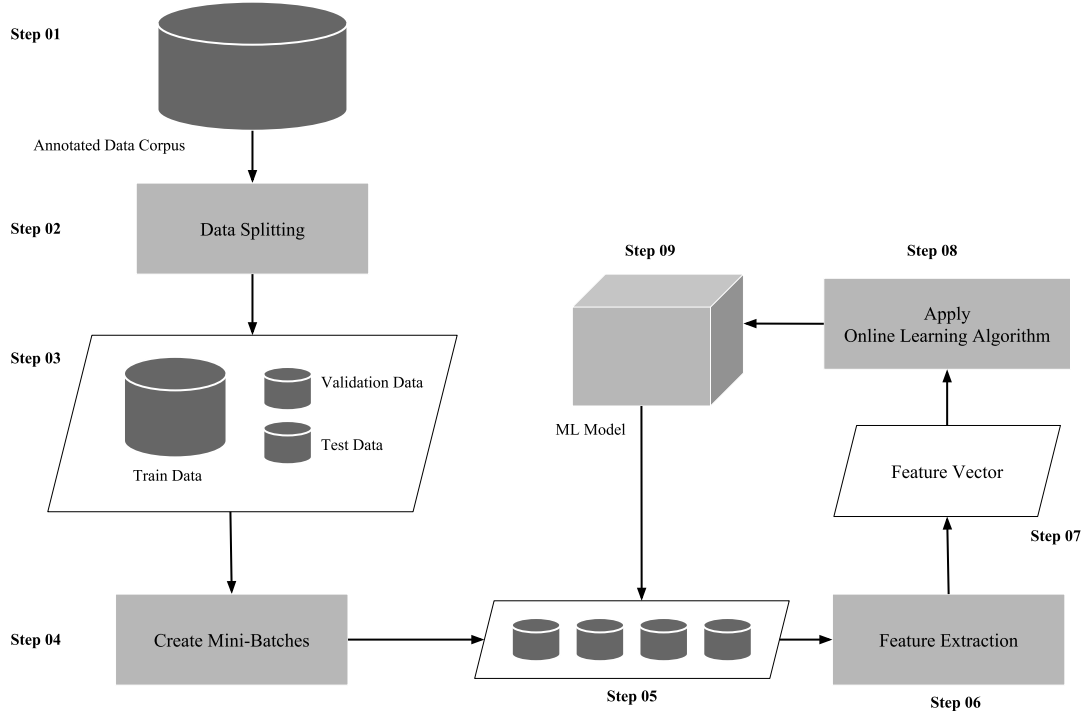 Step 01
Annotated Data Corpus
Step 02
Data Splitting
Step 03
Validation Data
Test Data
Train Data
Step 04
Create Mini-Batches
Step 05
Feature Extraction
Step 06
Feature Vector
Step 07
Step 08
Apply
Online Learning Algorithm
Step 09
ML Model